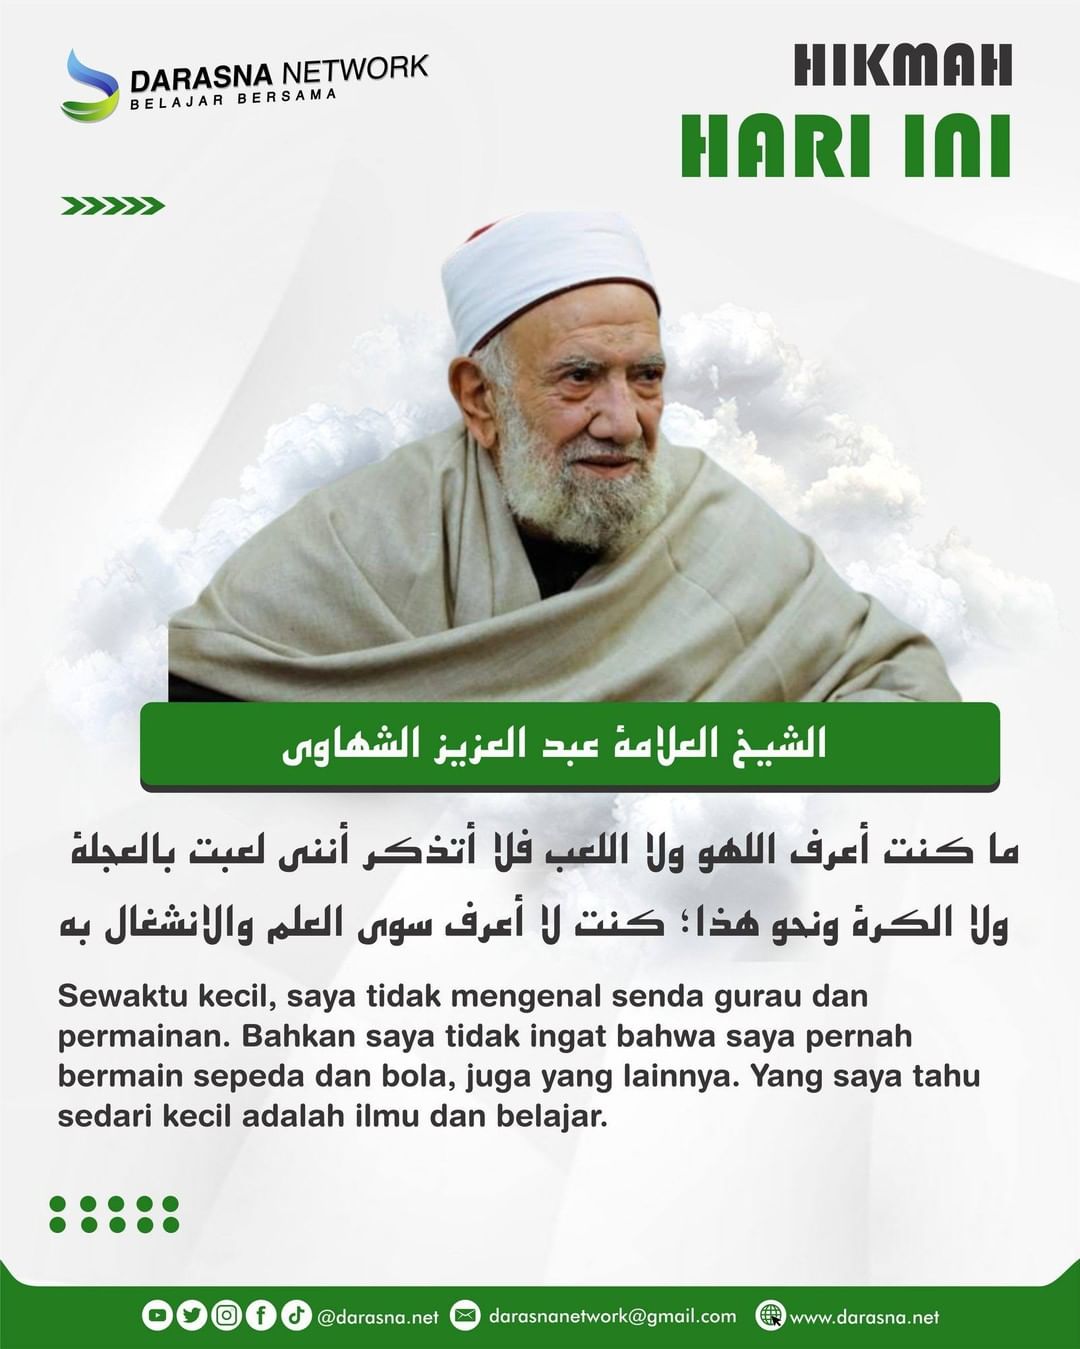 DARASNA NETWORK
BELAJAR BERSAMA
HIKMAH
HARI INI
الشيخ العلامة عبد العزيز الشهاوى
ما كنت أعرف اللهو ولا اللعب فلا أتذكر أننى لعبت بالعجلة
ولا الكرة ونحو هذا؛ كنت لا أعرف سوى العلم والانشغال به
Sewaktu kecil, saya tidak mengenal senda gurau dan
permainan. Bahkan saya tidak ingat bahwa saya pernah
bermain sepeda dan bola, juga yang lainnya. Yang saya tahu
sedari kecil adalah ilmu dan belajar.
@darasna.net darasnanetwork@gmail.com www.darasna.net